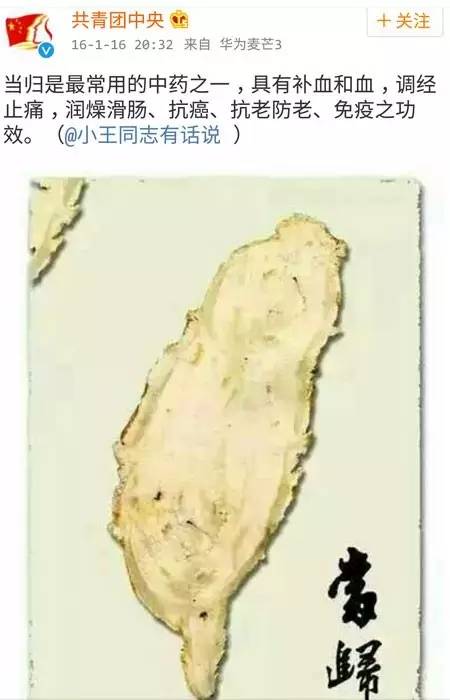 共青团中央
+ 关注
16-1-16 20:32 来自 华为麦芒3
当归是最常用的中药之一，具有补血和血，调经
止痛，润燥滑肠、抗癌、抗老防老、免疫之功
效。（@小王同志有话说 ）
當
歸